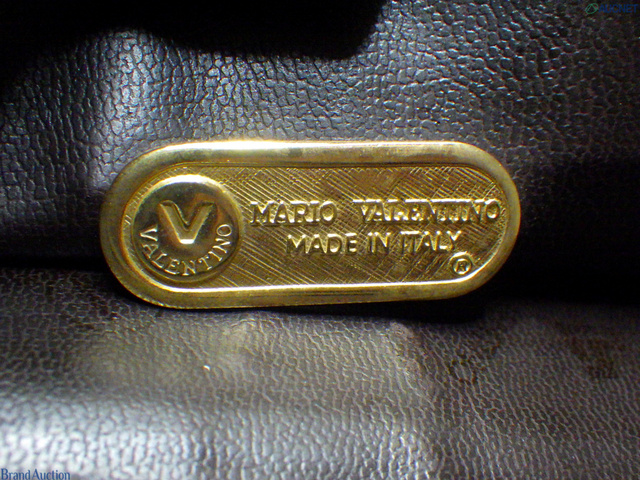 V
VALENTINO
MARIO VALENTINO
MADE IN ITALY
®
BrandAuction